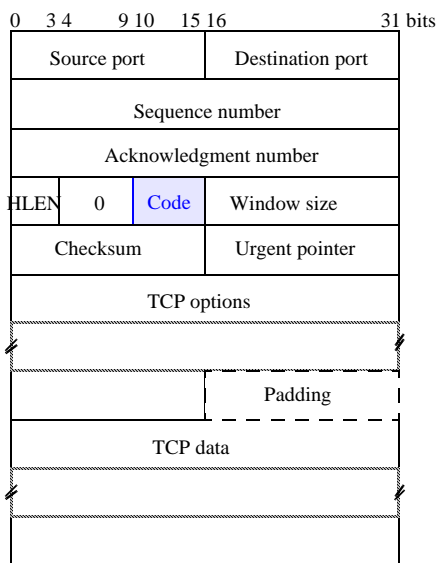 0 3 4 9 10 15 16 31 bits
Source port Destination port
Sequence number
Acknowledgment number
HLEN 0 Code Window size
Checksum Urgent pointer
TCP options
Padding
TCP data